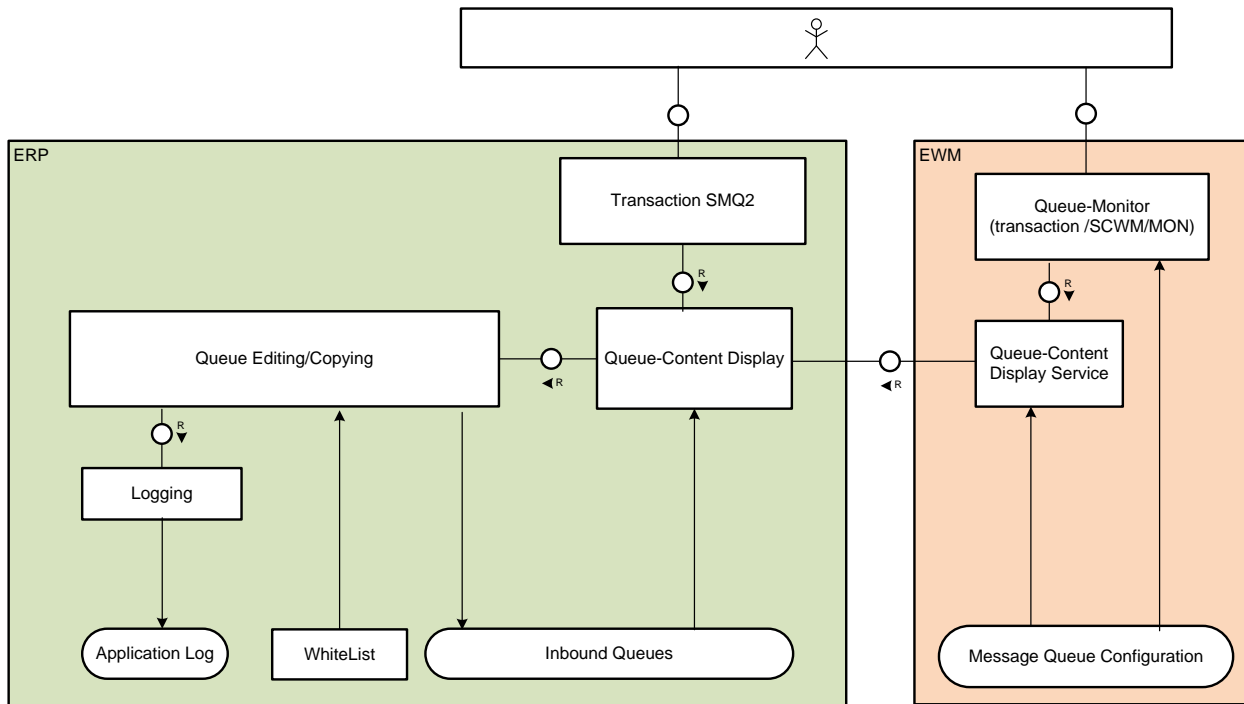 ERP
EWM
Transaction SMQ2
Queue-Monitor
(transaction /SCWM/MON)
R
R
Queue Editing/Copying
Queue-Content Display
Queue-Content
Display Service
R
R
R
Logging
Application Log
WhiteList
Inbound Queues
Message Queue Configuration